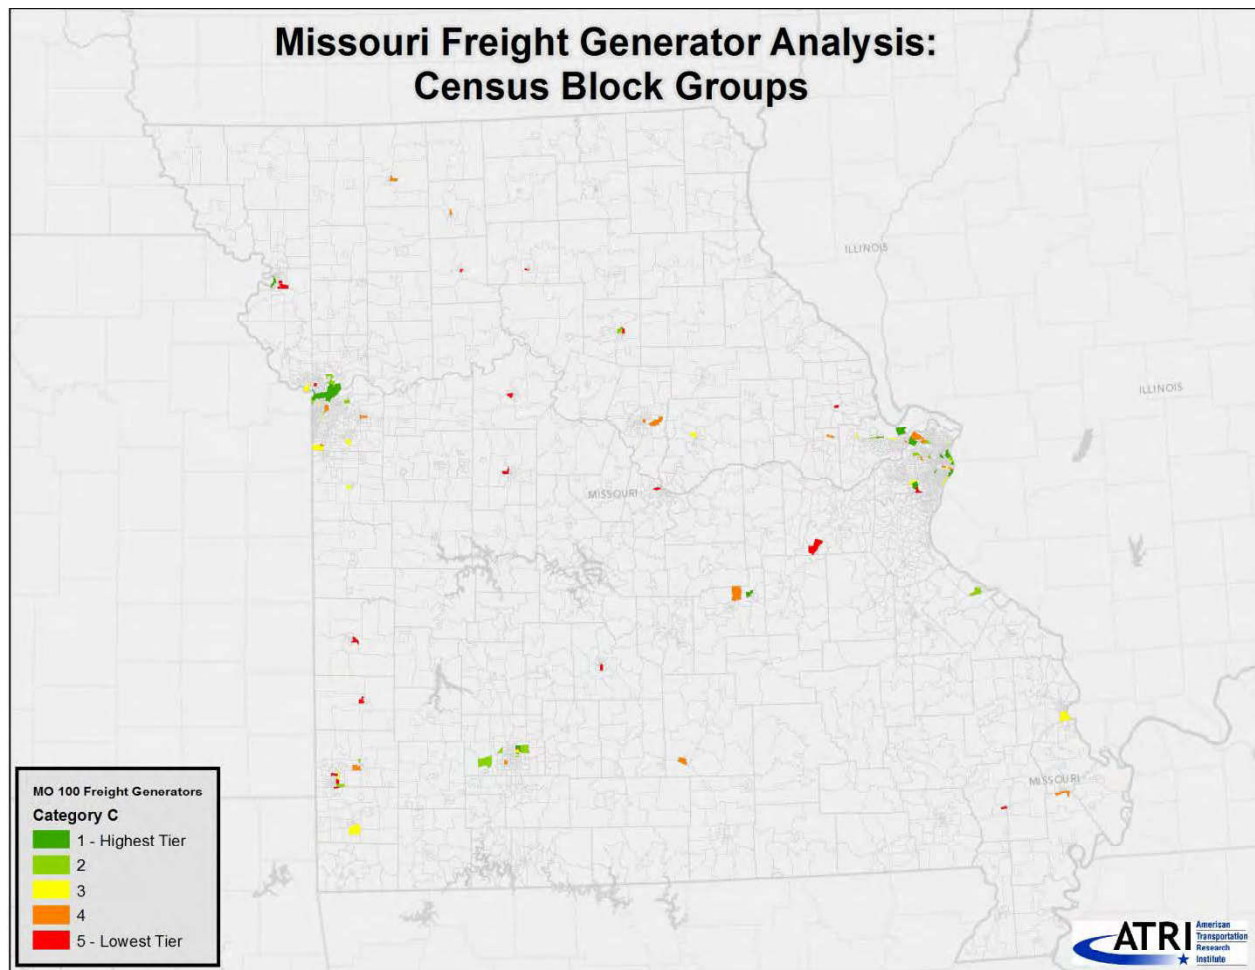 Missouri Freight Generator Analysis:
Census Block Groups
ILLINOIS
ILLINOIS
MISSOURI
MISSOURI
MO 100 Freight Generators
Category C
1 - Highest Tier
2
3
4
5 - Lowest Tier
ATRI
American
Transportation
Research
Institute